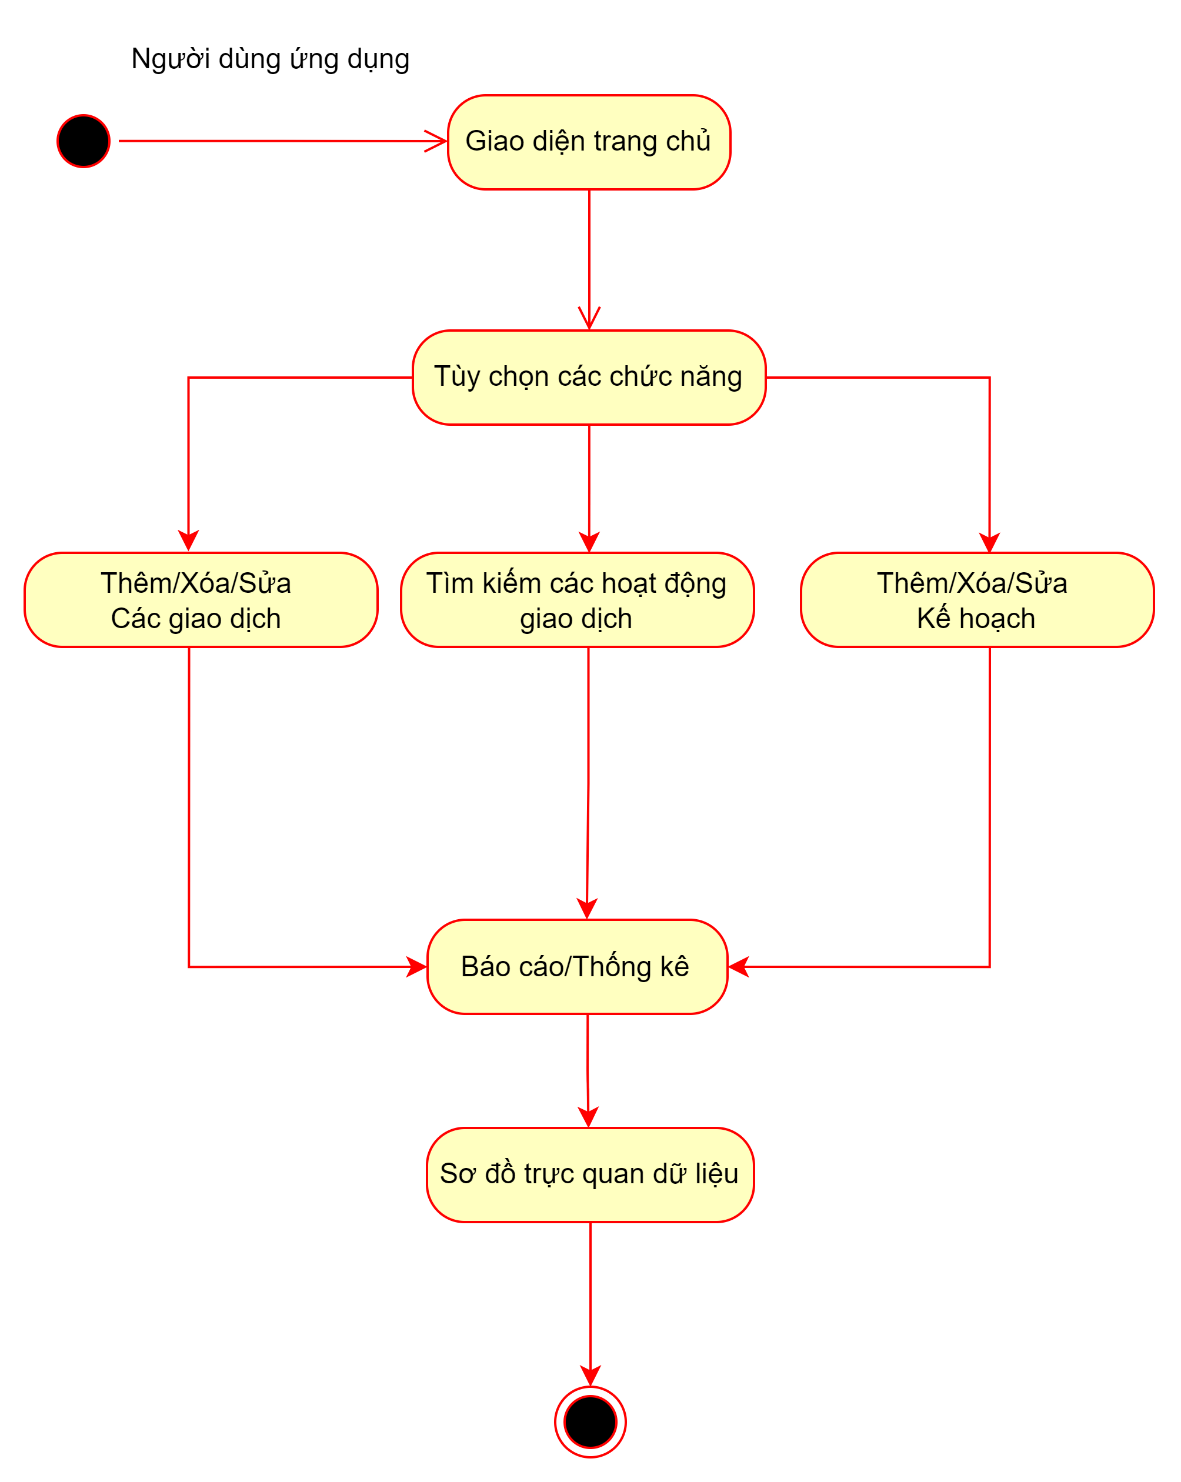 Người dùng ứng dụng
Giao diện trang chủ
Tùy chọn các chức năng
Thêm/Xóa/Sửa
Các giao dịch
Tìm kiếm các hoạt động
giao dịch
Thêm/Xóa/Sửa
Kế hoạch
Báo cáo/Thống kê
Sơ đồ trực quan dữ liệu